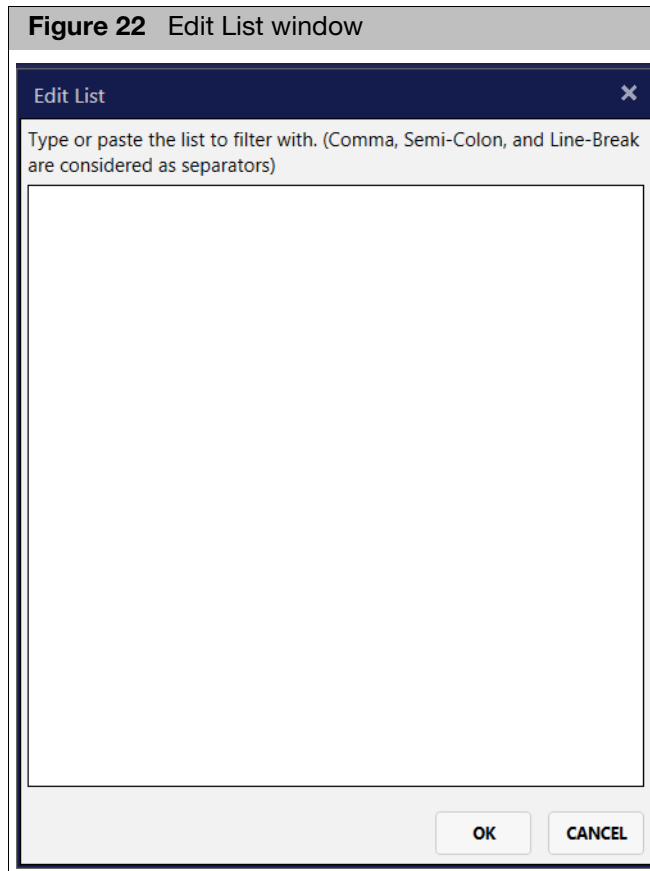 Figure 22 Edit List window
Edit List
Type or paste the list to filter with. (Comma, Semi-Colon, and Line-Break
are considered as separators)
OK CANCEL